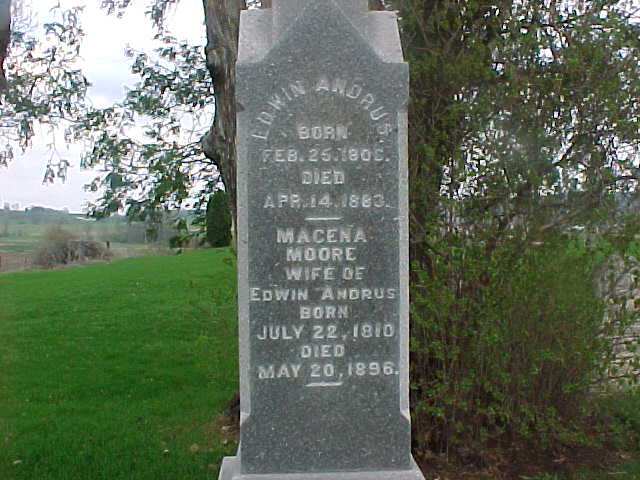 EDWIN ANDRUS.
BORN
FEB. 25. 1806.
DIED
APR. 14. 1883.
MACENA
MOORE
WIFE OF
EDWIN ANDRUS
BORN
JULY 22, 1810
DIED
MAY 20, 1896.